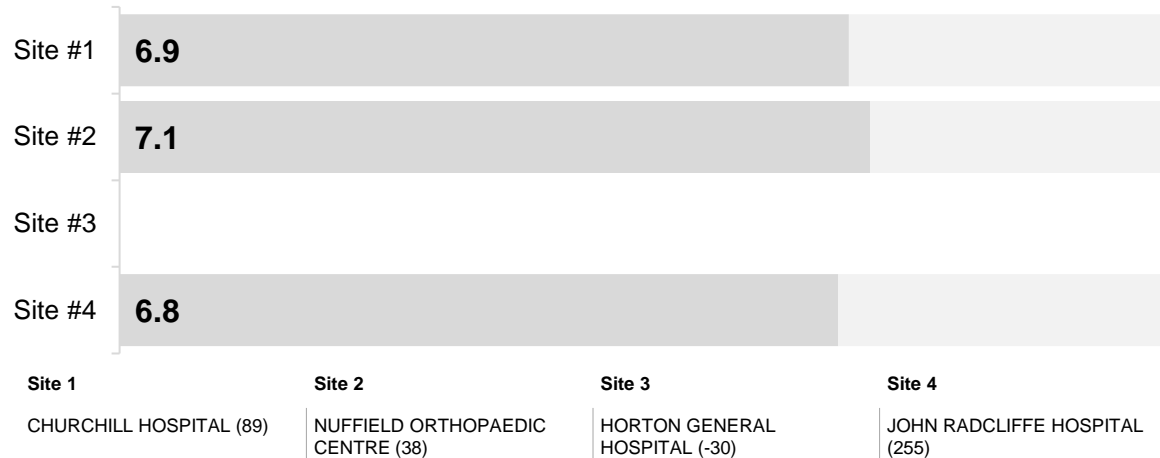 Site #1 6.9
Site #2 7.1
Site #3
Site #4 6.8
Site 1 Site 2 Site 3 Site 4
CHURCHILL HOSPITAL (89)
NUFFIELD ORTHOPAEDIC
CENTRE (38)
HORTON GENERAL
HOSPITAL (-30)
JOHN RADCLIFFE HOSPITAL
(255)